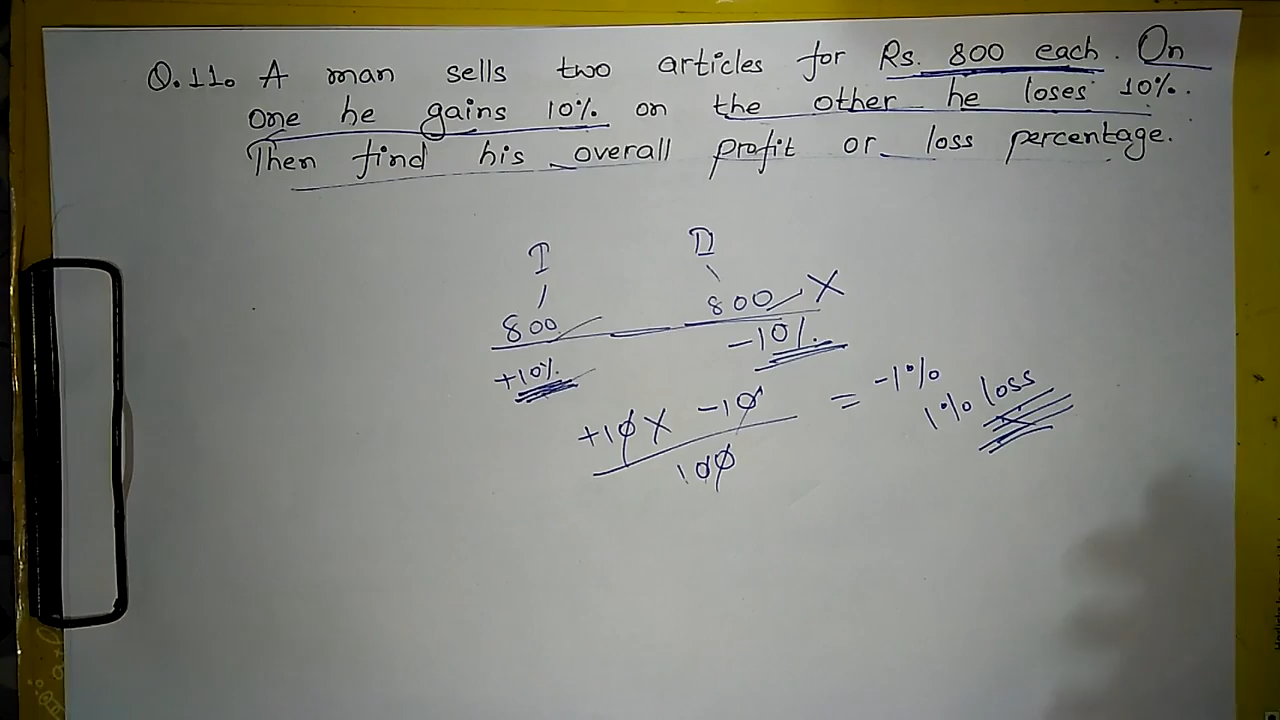 Q.11. A man sells two articles for Rs. 800 each. On
one he gains 10% on the other he loses 10%.
Then find his overall profit or loss percentage.
I II
800 800 X
+10% -10%
+10 X -10 = -1%
100
1% loss